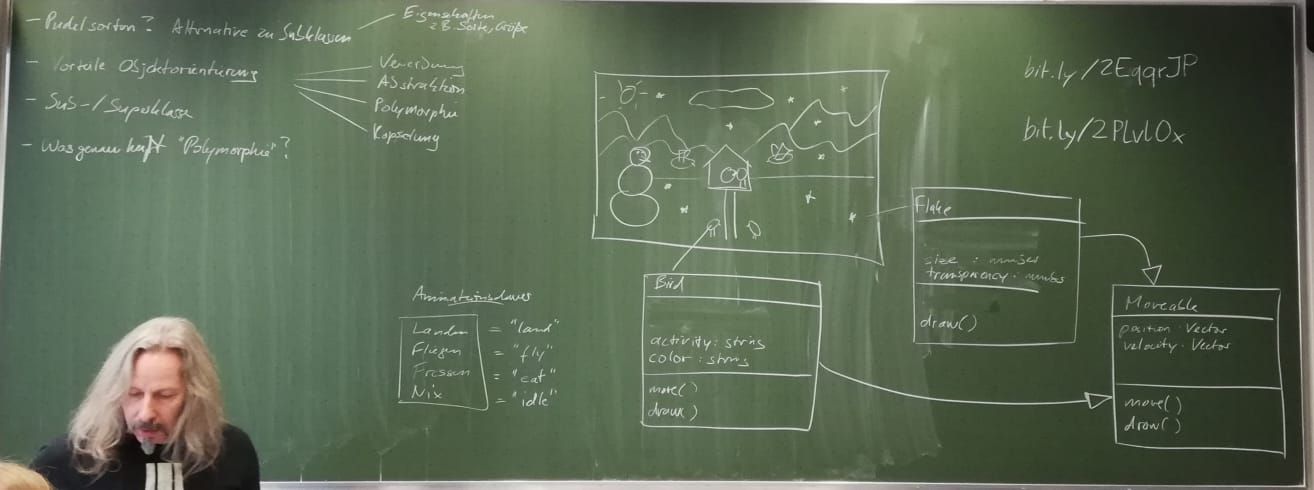 - Pudelsorten? Alternative zu Subklassen
Eigenschaften
z.B. Sorte, Größe
- Vorteile Objektorientierung
Vererbung
Abstraktion
Polymorphie
Kapselung
- Sub-/Superklasse
- Was genau heißt "Polymorphie"?
bit.ly/2EqqrJP
bit.ly/2PLvlOx
Flake
size : number
transparency : number
draw()
Bird
activity : string
color : string
move()
draw()
Moveable
position : Vector
velocity : Vector
move()
draw()
Landen = "land"
Fliegen = "fly"
Fressen = "eat"
Nix = "idle"